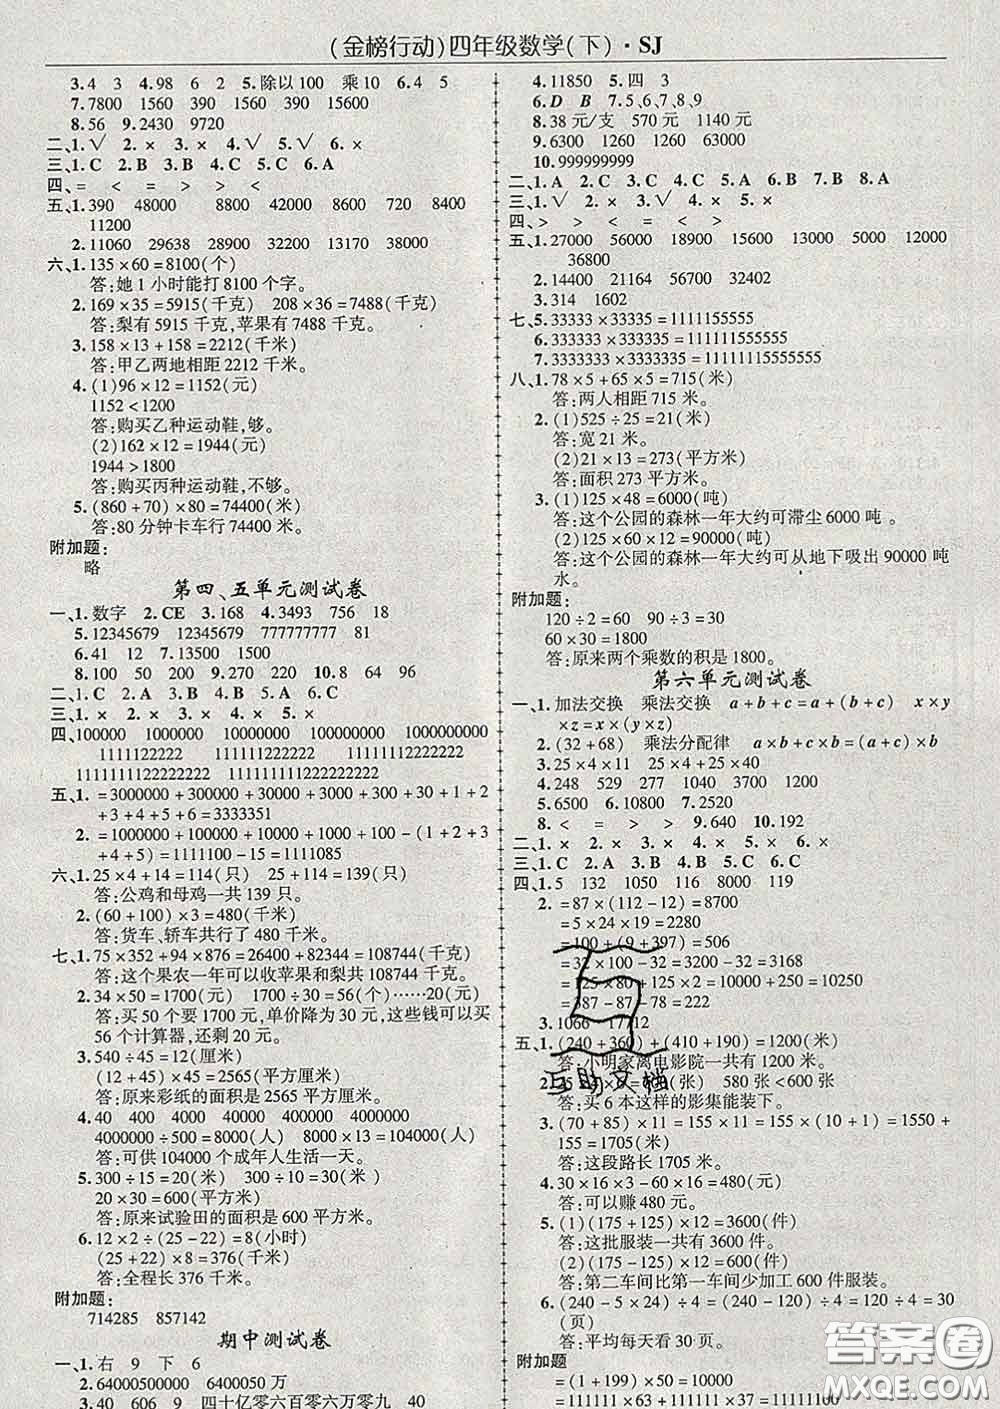 (金榜行动)四年级数学(下)·SJ
3.4 3 4.98 6 2 5.除以100 乘10 6.4 5
7.7800 1560 390 1560 390 15600
8.56 9.2430 9720
二、1.√ 2.× 3.× 4.× 5.√ 6.×
三、1.C 2.B 3.B 4.C 5.C 6.A
四、= < = > > <
五、1.390 48000 8800 42000 8600 720 8400
11200
2.11060 29638 28900 32200 13170 38000
六、1.135×60=8100(个)
答:她1小时能打8100个字。
2.169×35=5915(千克) 208×36=7488(千克)
答:梨有5915千克,苹果有7488千克。
3.158×13+158=2212(千米)
答:甲乙两地相距2212千米。
4.(1)96×12=1152(元)
1152<1200
答:购买乙种运动鞋,够。
(2)162×12=1944(元)
1944>1800
答:购买丙种运动鞋,不够。
5.(860+70)×80=74400(米)
答:80分钟卡车行74400米。
附加题:
略
第四、五单元测试卷
一、1.数字 2.CE 3.168 4.3493 756 18
5.12345679 12345679 777777777 81
6.41 12 7.13500 1500
8.100 50 200 9.270 220 10.8 64 96
二、1.C 2.A 3.B 4.A 5.A 6.C
三、1.× 2.× 3.× 4.× 5.×
四、100000 1000000 10000000 100000000 1000000000
1111122222 111111222222 11111112222222
1111111122222222 111111111222222222
五、1.=3000000+300000+30000+3000+300+30+1+2
+3+4+5+6=3333351
2.=1000000+100000+10000+1000+100-(1+2+3
+4+5)=1111100-15=1111085
六、1.25×4+14=114(只) 25+114=139(只)
答:公鸡和母鸡一共139只。
2.(60+100)×3=480(千米)
答:货车、轿车共行了480千米。
七、1.75×352+94×876=26400+82344=108744(千克)
答:这个果农一年可以收苹果和梨共108744千克。
2.34×50=1700(元) 1700÷30=56(个)……20(元)
答:买50个要1700元,单价降为30元,这些钱可以买
56个计算器,还剩20元。
3.540÷45=12(厘米)
(12+45)×45=2565(平方厘米)
答:原来彩纸的面积是2565平方厘米。
4.40 400 4000 40000 400000 4000000
4000000÷500=8000(人) 8000×13=104000(人)
答:可供104000个成年人生活一天。
5.300÷15=20(米)
20×30=600(平方米)
答:原来试验田的面积是600平方米。
6.12×2÷(25-22)=8(小时)
(25+22)×8=376(千米)
答:全程长376千米。
附加题:
714285 857142
期中测试卷
一、1.右 9 下 6
2.64000500000 6400050万
3.40 606 9 四十亿零六百零六万零九 40
4.11850 5.四 3
6.D B 7.5、6、7、8、9
8.38元/支 570元 1140元
9.6300 1260 1260 63000
10.999999999
二、1.A 2.C 3.C 4.C 5.A 6.B 7.B 8.A
三、1.√ 2.× 3.√ 4.× 5.×
四、> < > < = < >
五、1.27000 56000 18900 15600 13000 5000 12000
36800
2.14400 21164 56800 32402
3.314 1602
七、5.33333×33335=1111155555
6.333333×333335=111111555555
7.3333333×3333335=11111115555555
八、1.78×5+65×5=715(米)
答:两人相距715米。
2.(1)525÷25=21(米)
答:宽21米。
(2)21×13=273(平方米)
答:面积273平方米。
3.(1)125×48=6000(吨)
答:这个公园的森林一年大约可滞尘6000吨。
(2)125×60×12=90000(吨)
答:这个公园的森林一年大约可从地下吸出90000吨
水。
附加题:
120÷2=60 90÷3=30
60×30=1800
答:原来两个乘数的积是1800。
第六单元测试卷
一、1.加法交换 乘法交换 a+b+c=a+(b+c) x×y
×z=x×(y×z)
2.(32+68) 乘法分配律 a×b+c×b=(a+c)×b
3.25×4×11 25×4+25×40
4.248 529 277 1040 3700 1200
5.6500 6.10800 7.2520
8.< = > > 9.640 10.192
二、1.× 2.× 3.× 4.× 5.× 6.×
三、1.C 2.A 3.B 4.B 5.C 6.C
四、1.5 132 1050 116 8000 119
2.=87×(112-12)=8700
=5×24×19=2280
=100+(9+397)=506
=32×100-32=3200-32=3168
=125×80+125×2=10000+250=10250
=387-87-78=222
3.1066 17712
五、1.(240+360)+(410+190)=1200(米)
答:小明家离电影院一共有1200米。
(张) 580张<600张
答:买6本这样的影集能装下。
3.(70+85)×11=155×11=155×(10+1)=1550+
155=1705(米)
答:这段路长1705米。
4.30×16×3-60×16=480(元)
答:可以赚480元。
5.(1)(175+125)×12=3600(件)
答:这批服装一共有3600件。
(2)(175-125)×12=600(件)
答:第二车间比第一车间少加工600件服装。
6.(240-5×24)÷4=(240-120)÷4=120÷4=30
(页)
答:平均每天看30页。
附加题
=(1+199)×50=10000
=111111×63+111111×37=11111100
互助文档
答案圈
MXQE.COM